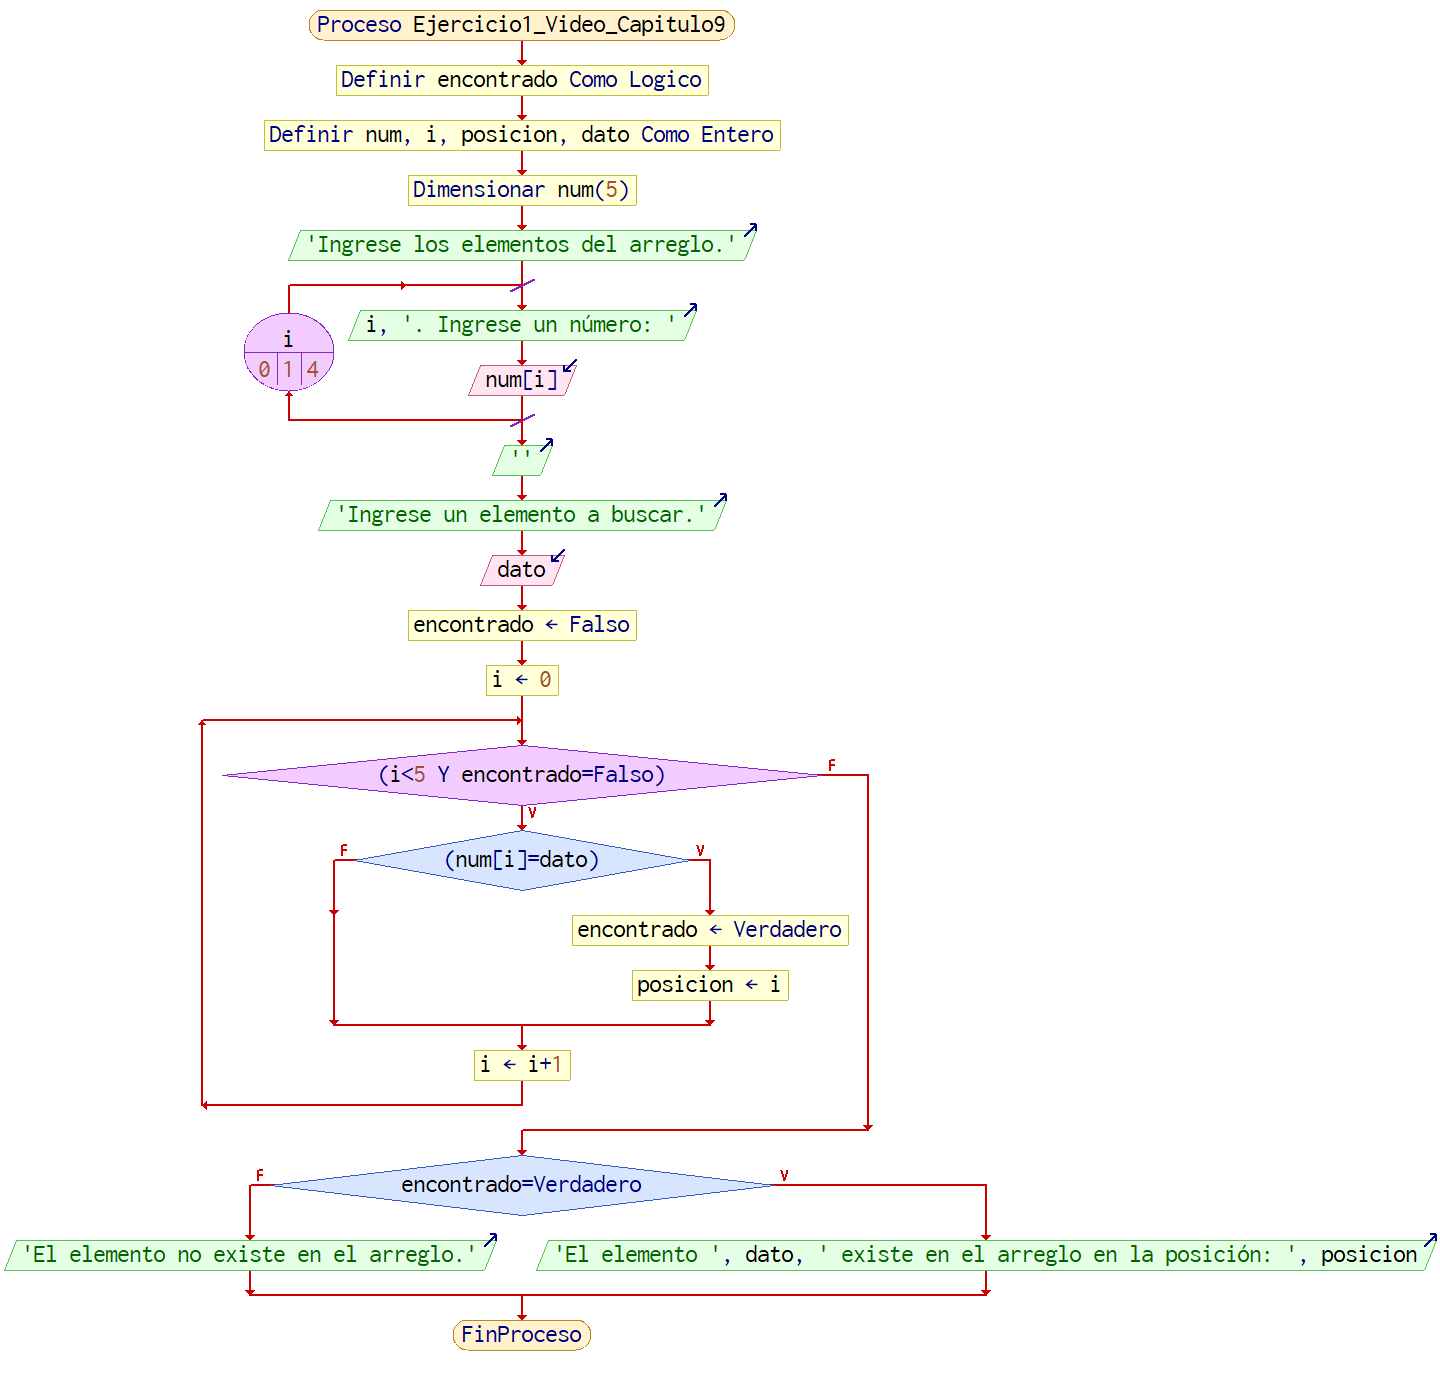 Proceso Ejercicio1_Video_Capitulo9
Definir encontrado Como Logico
Definir num, i, posicion, dato Como Entero
Dimensionar num(5)
'Ingrese los elementos del arreglo.'
i, '. Ingrese un número: '
i
0 1 4
num[i]
''
'Ingrese un elemento a buscar.'
dato
encontrado ← Falso
i ← 0
(i<5 Y encontrado=Falso)
F
V
(num[i]=dato)
F
V
encontrado ← Verdadero
posicion ← i
i ← i+1
encontrado=Verdadero
F
V
'El elemento no existe en el arreglo.'
'El elemento ', dato, ' existe en el arreglo en la posición: ', posicion
FinProceso